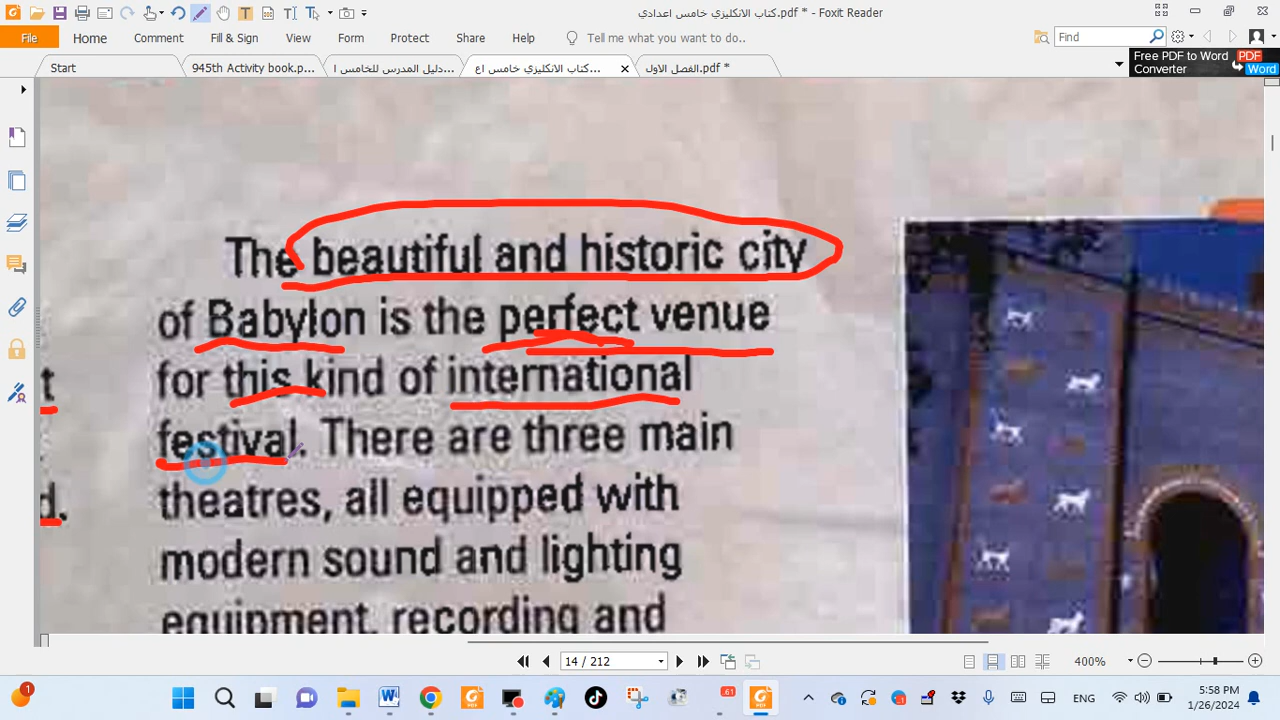 كتاب الانكليزي خامس اعدادي.pdf * - Foxit Reader
File Home Comment Fill & Sign View Form Protect Share Help Tell me what you want to do.. Find
Start 945th Activity book.p... دليل المدرس للخامس ا... كتاب الانكليزي خامس اع... الفصل الاول.pdf *
Free PDF to Word PDF
Converter Word
The beautiful and historic city
of Babylon is the perfect venue
for this kind of international
t
festival. There are three main
theatres, all equipped with
d.
modern sound and lighting
equipment, recording and
14 / 212 400%
1 .61 ENG 5:58 PM
1/26/2024